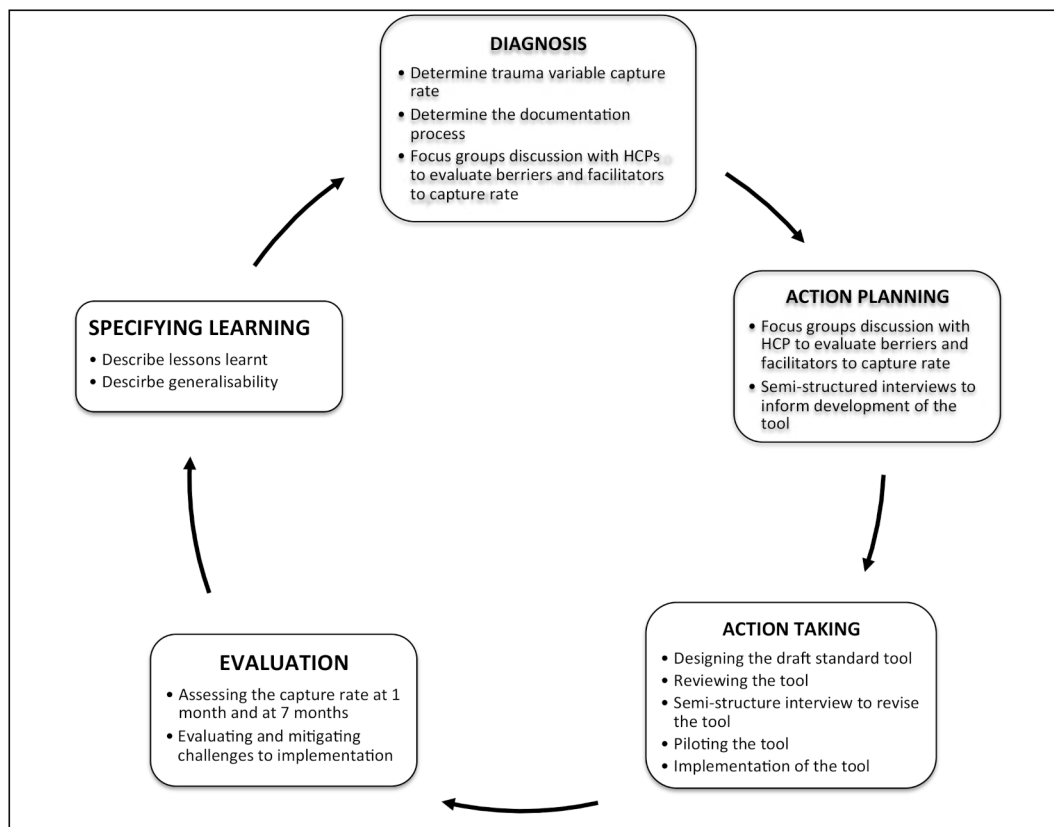 DIAGNOSIS
• Determine trauma variable capture
rate
• Determine the documentation
process
• Focus groups discussion with HCPs
to evaluate berriers and facilitators
to capture rate
ACTION PLANNING
• Focus groups discussion with
HCP to evaluate berriers and
facilitators to capture rate
• Semi-structured interviews to
inform development of the
tool
ACTION TAKING
• Designing the draft standard tool
• Reviewing the tool
• Semi-structure interview to revise
the tool
• Piloting the tool
• Implementation of the tool
EVALUATION
• Assessing the capture rate at 1
month and at 7 months
• Evaluating and mitigating
challenges to implementation
SPECIFYING LEARNING
• Describe lessons learnt
• Descirbe generalisability